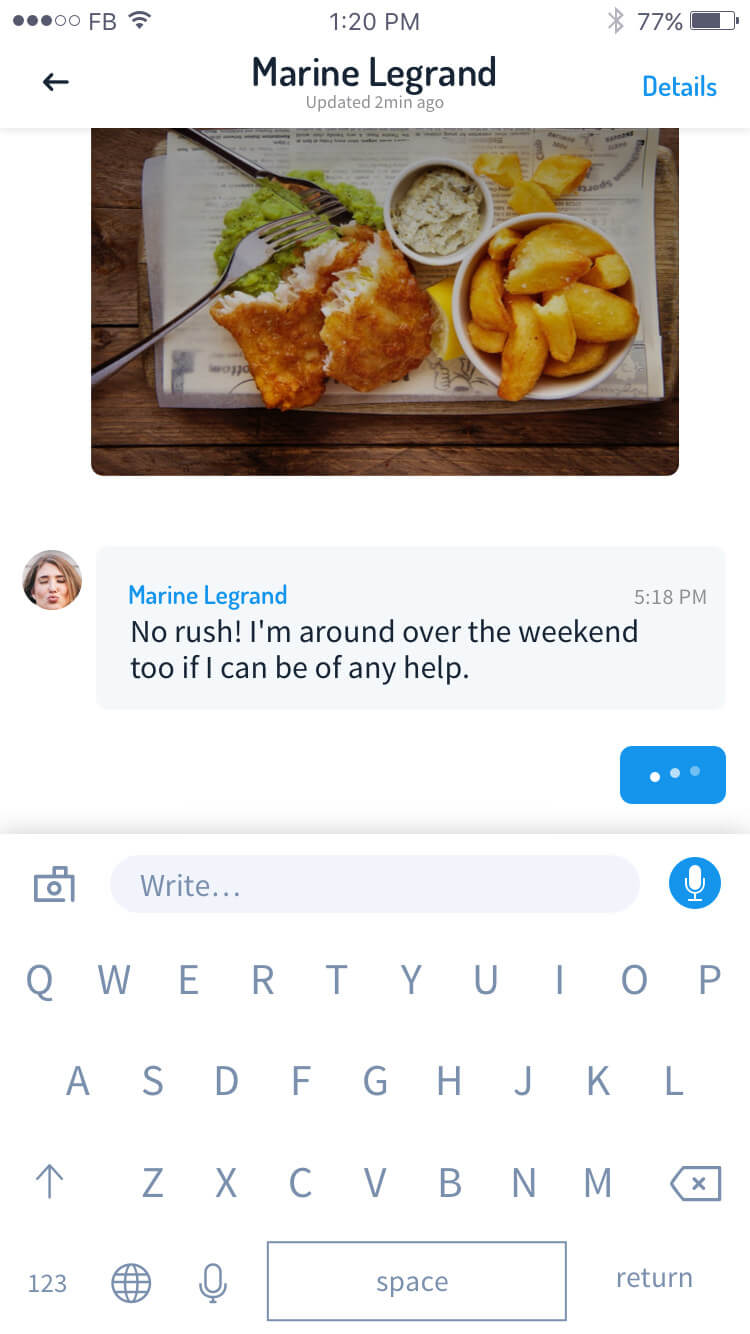 FB 1:20 PM 77%
Marine Legrand
Updated 2min ago
Details
Marine Legrand 5:18 PM
No rush! I'm around over the weekend
too if I can be of any help.
Write...
Q W E R T Y U I O P
A S D F G H J K L
Z X C V B N M
123 space return